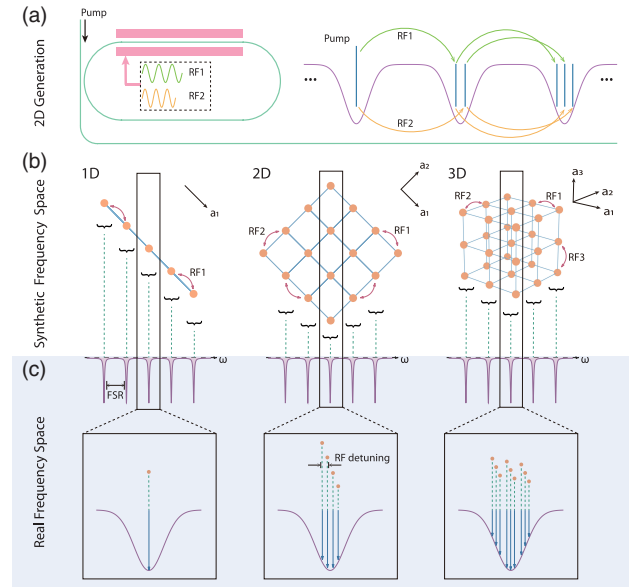 (a)
2D Generation
Pump
RF1
RF2
Pump
RF1
RF2
...
...
(b)
Synthetic Frequency Space
1D
a1
RF1
ω
FSR
2D
a2
a1
RF2
RF1
ω
3D
a3
a2
a1
RF2
RF1
RF3
ω
(c)
Real Frequency Space
RF detuning